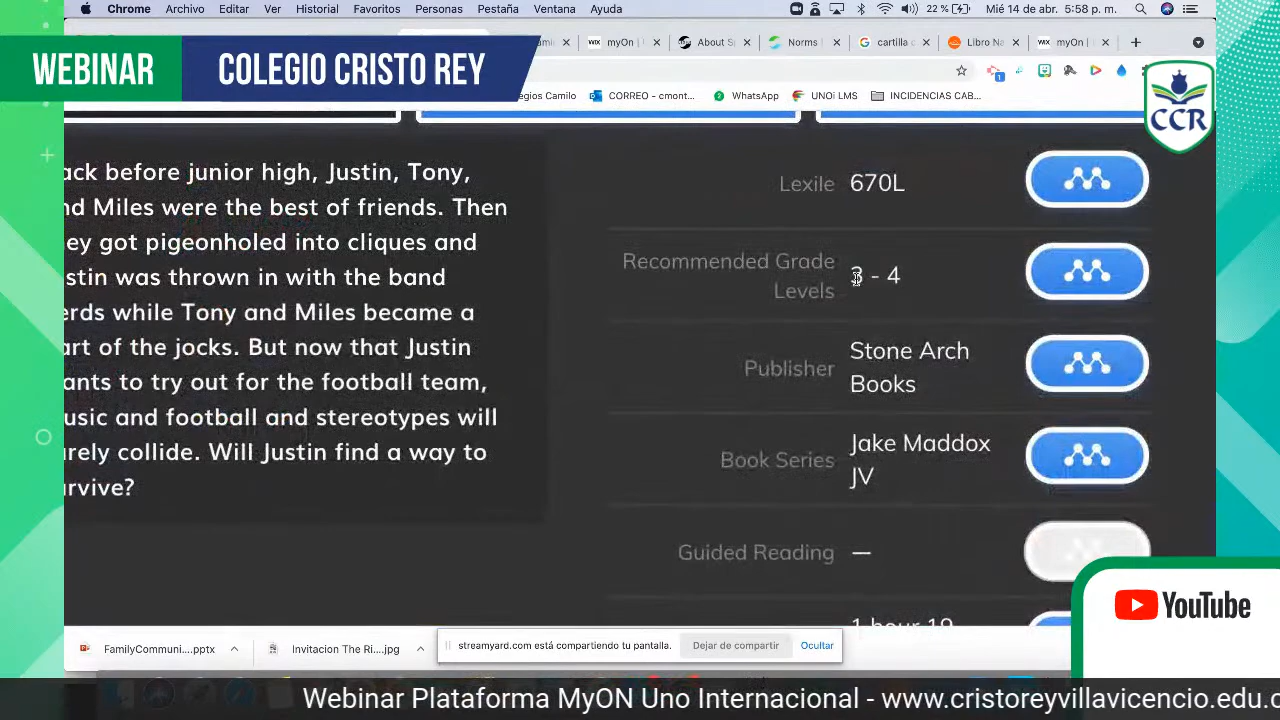 Chrome Archivo Editar Ver Historial Favoritos Personas Pestaña Ventana Ayuda 22 % Mié 14 de abr. 5:58 p. m.
WEBINAR COLEGIO CRISTO REY
myOn | About S Norms cantilla c Libro N myOn |
egios Camilo CORREO - cmont... WhatsApp UNOi LMS INCIDENCIAS CAB...
CCR
ack before junior high, Justin, Tony,
nd Miles were the best of friends. Then
ey got pigeonholed into cliques and
stin was thrown in with the band
erds while Tony and Miles became a
art of the jocks. But now that Justin
ants to try out for the football team,
usic and football and stereotypes will
rely collide. Will Justin find a way to
rvive?
Lexile 670L
Recommended Grade Levels 3 - 4
Publisher Stone Arch Books
Book Series Jake Maddox JV
Guided Reading —
1 hour 19
YouTube
FamilyCommuni....pptx Invitacion The Ri....jpg
streamyard.com está compartiendo tu pantalla. Dejar de compartir Ocultar
Webinar Plataforma MyON Uno Internacional - www.cristoreyvillavicencio.edu.c